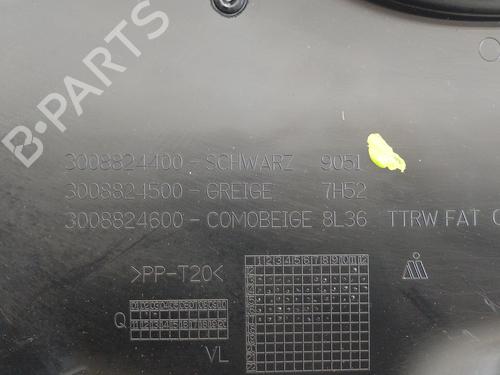 B-PARTS
3008824400-SCHWARZ 9051
3008824500-GREIGE 7H52
3008824600-COMOBEIGE 8L36 TTRW FAT
>PP-T20<
Q
VL